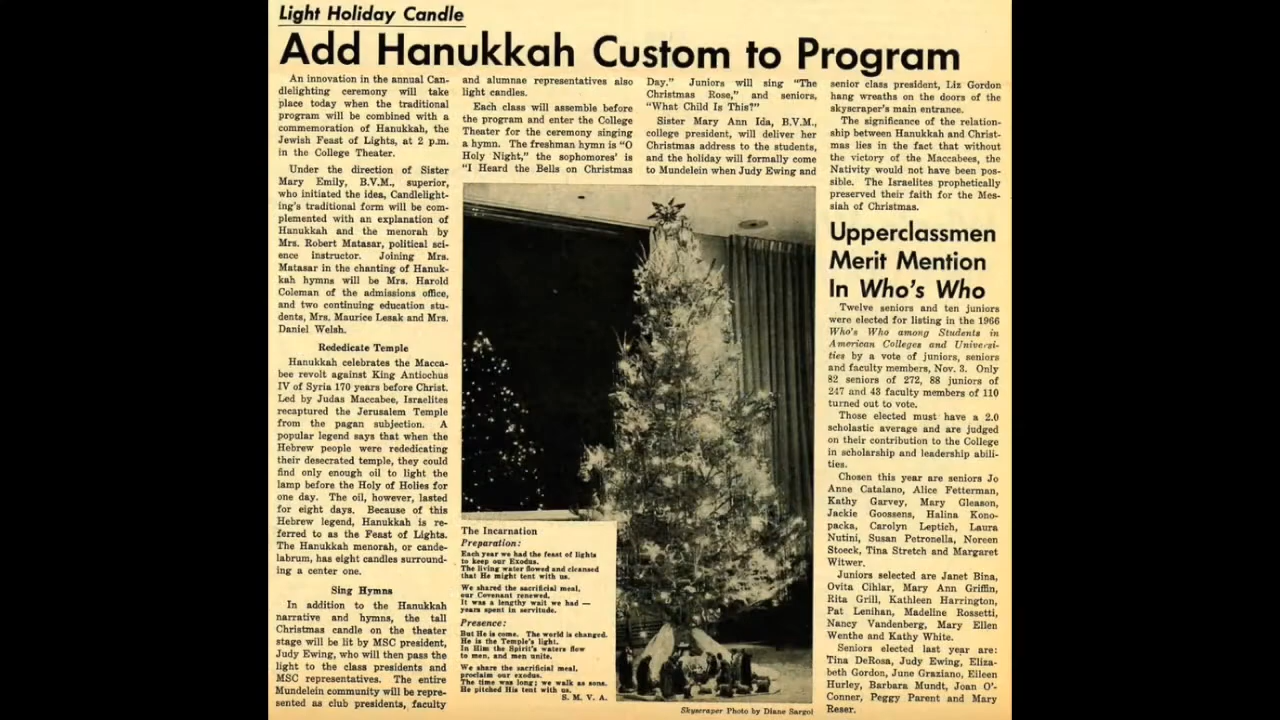 Light Holiday Candle
Add Hanukkah Custom to Program
An innovation in the annual Can-
dlelighting ceremony will take
place today when the traditional
program will be combined with a
commemoration of Hanukkah, the
Jewish Feast of Lights, at 2 p.m.
in the College Theater.
Under the direction of Sister
Mary Emily, B.V.M., superior,
who initiated the idea, Candlelight-
ing's traditional form will be com-
plemented with an explanation of
Hanukkah and the menorah by
Mrs. Robert Matasar, political sci-
ence instructor. Joining Mrs.
Matasar in the chanting of Hanuk-
kah hymns will be Mrs. Harold
Coleman of the admissions office,
and two continuing education stu-
dents, Mrs. Maurice Lesak and Mrs.
Daniel Welsh.
Rededicate Temple
Hanukkah celebrates the Macca-
bee revolt against King Antiochus
IV of Syria 170 years before Christ.
Led by Judas Maccabee, Israelites
recaptured the Jerusalem Temple
from the pagan subjection. A
popular legend says that when the
Hebrew people were rededicating
their desecrated temple, they could
find only enough oil to light the
lamp before the Holy of Holies for
one day. The oil, however, lasted
for eight days. Because of this
Hebrew legend, Hanukkah is re-
ferred to as the Feast of Lights.
The Hanukkah menorah, or cande-
labrum, has eight candles surround-
ing a center one.
Sing Hymns
In addition to the Hanukkah
narrative and hymns, the tall
Christmas candle on the theater
stage will be lit by MSC president,
Judy Ewing, who will then pass the
light to the class presidents and
MSC representatives. The entire
Mundelein community will be repre-
sented as club presidents, faculty
and alumnae representatives also
light candles.
Each class will assemble before
the program and enter the College
Theater for the ceremony singing
a hymn. The freshman hymn is "O
Holy Night," the sophomores' is
"I Heard the Bells on Christmas
Day." Juniors will sing "The
Christmas Rose," and seniors,
"What Child Is This?"
Sister Mary Ann Ida, B.V.M.,
college president, will deliver her
Christmas address to the students,
and the holiday will formally come
to Mundelein when Judy Ewing and
senior class president, Liz Gordon
hang wreaths on the doors of the
skyscraper's main entrance.
The significance of the relation-
ship between Hanukkah and Christ-
mas lies in the fact that without
the victory of the Maccabees, the
Nativity would not have been pos-
sible. The Israelites prophetically
preserved their faith for the Mes-
siah of Christmas.
The Incarnation
Preparation:
Each year we had the feast of lights
to keep our Exodus.
The living water flowed and cleansed
that He might tent with us.
We shared the sacrificial meal,
our Covenant renewed.
It was a lengthy wait we had —
years spent in servitude.
Presence:
But He is come. The world is changed.
He is the Temple's light.
In Him the Spirit's waters flow
to men, and men unite.
We share the sacrificial meal,
proclaim our exodus.
The time was long; we walk as sons.
He pitched His tent with us.
S. M. V. A.
Skyscraper Photo by Diane Sargol
Upperclassmen
Merit Mention
In Who's Who
Twelve seniors and ten juniors
were elected for listing in the 1966
Who's Who among Students in
American Colleges and Universi-
ties by a vote of juniors, seniors
and faculty members, Nov. 3. Only
82 seniors of 272, 88 juniors of
247 and 43 faculty members of 110
turned out to vote.
Those elected must have a 2.0
scholastic average and are judged
on their contribution to the College
in scholarship and leadership abili-
ties.
Chosen this year are seniors Jo
Anne Catalano, Alice Fetterman,
Kathy Garvey, Mary Gleason,
Jackie Goossens, Halina Kono-
packa, Carolyn Leptich, Laura
Nutini, Susan Petronella, Noreen
Stoeck, Tina Stretch and Margaret
Witwer.
Juniors selected are Janet Bina,
Ovita Cihlar, Mary Ann Griffin,
Rita Grill, Kathleen Harrington,
Pat Lenihan, Madeline Rossetti,
Nancy Vandenberg, Mary Ellen
Wenthe and Kathy White.
Seniors elected last year are:
Tina DeRosa, Judy Ewing, Eliza-
beth Gordon, June Graziano, Eileen
Hurley, Barbara Mundt, Joan O'-
Conner, Peggy Parent and Mary
Reser.